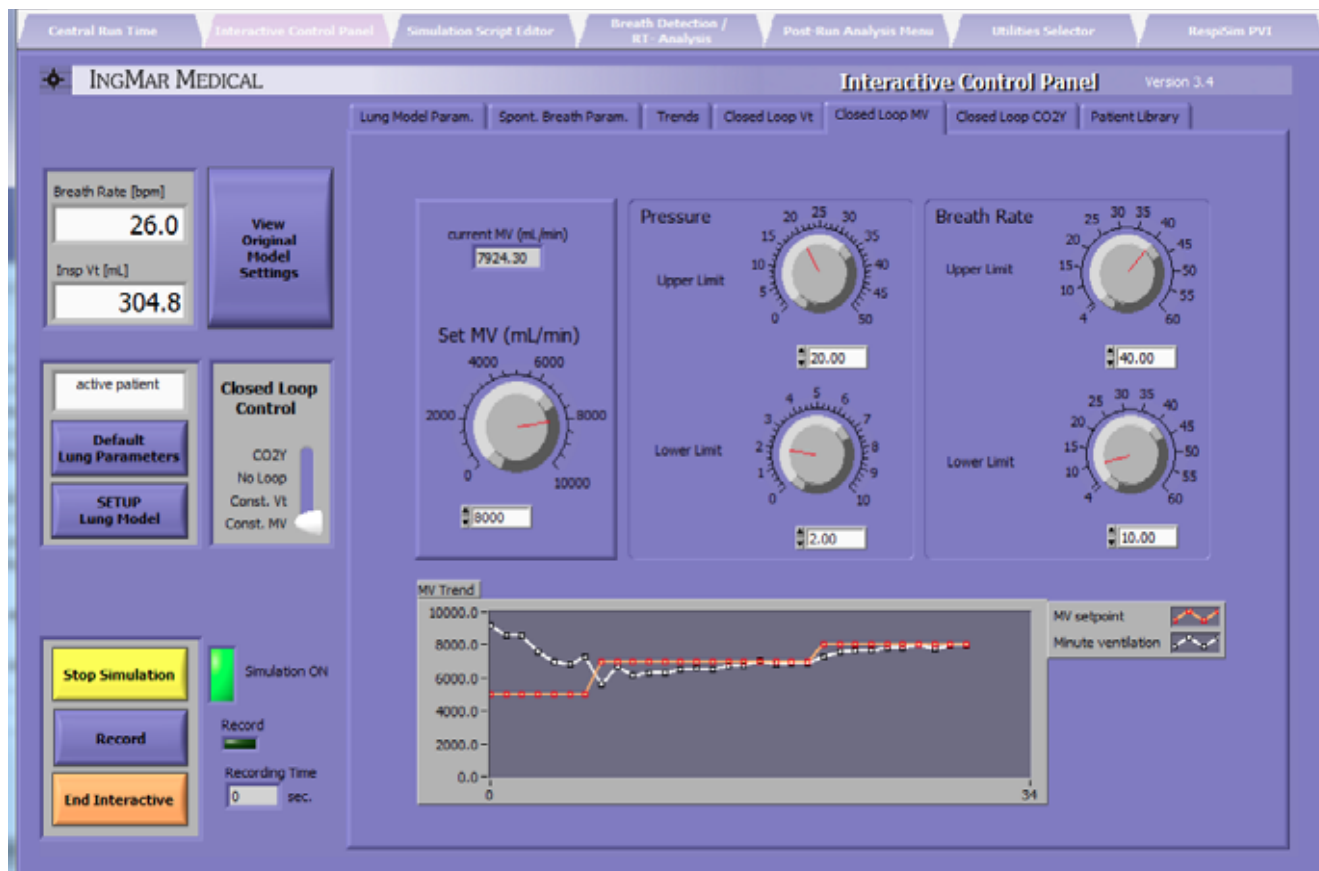 Central Run Time
Interactive Control Panel
Simulation Script Editor
Breath Detection /
RT- Analysis
Post-Run Analysis Menu
Utilities Selector
RespiSim PVI
INGMAR MEDICAL
Interactive Control Panel
Version 3.4
Lung Model Param.
Spont. Breath Param.
Trends
Closed Loop Vt
Closed Loop MV
Closed Loop CO2Y
Patient Library
Breath Rate [bpm]
26.0
Insp Vt [mL]
304.8
View
Original
Model
Settings
active patient
Default
Lung Parameters
SETUP
Lung Model
Closed Loop
Control
CO2Y
No Loop
Const. Vt
Const. MV
current MV (mL/min)
7924.30
Set MV (mL/min)
0
2000
4000
6000
8000
10000
8000
Pressure
Upper Limit
0
5
10
15
20
25
30
35
40
45
50
20.00
Lower Limit
0
1
2
3
4
5
6
7
8
9
10
2.00
Breath Rate
Upper Limit
4
10
15
20
25
30
35
40
45
50
55
60
40.00
Lower Limit
4
10
15
20
25
30
35
40
45
50
55
60
10.00
MV Trend
10000.0
8000.0
6000.0
4000.0
2000.0
0.0
0
34
MV setpoint
Minute ventilation
Stop Simulation
Record
End Interactive
Simulation ON
Record
Recording Time
0 sec.